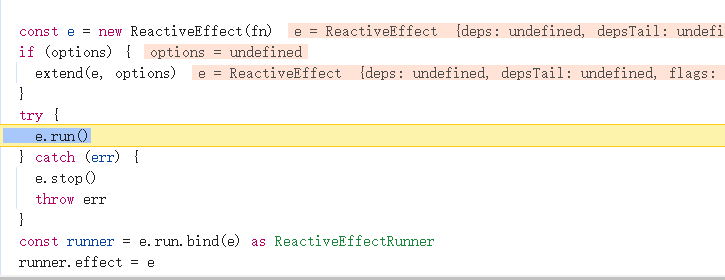 const e = new ReactiveEffect(fn) e = ReactiveEffect {deps: undefined, depsTail: undefi
if (options) { options = undefined
extend(e, options) e = ReactiveEffect {deps: undefined, depsTail: undefined, flags:
}
try {
e.run()
} catch (err) {
e.stop()
throw err
}
const runner = e.run.bind(e) as ReactiveEffectRunner
runner.effect = e